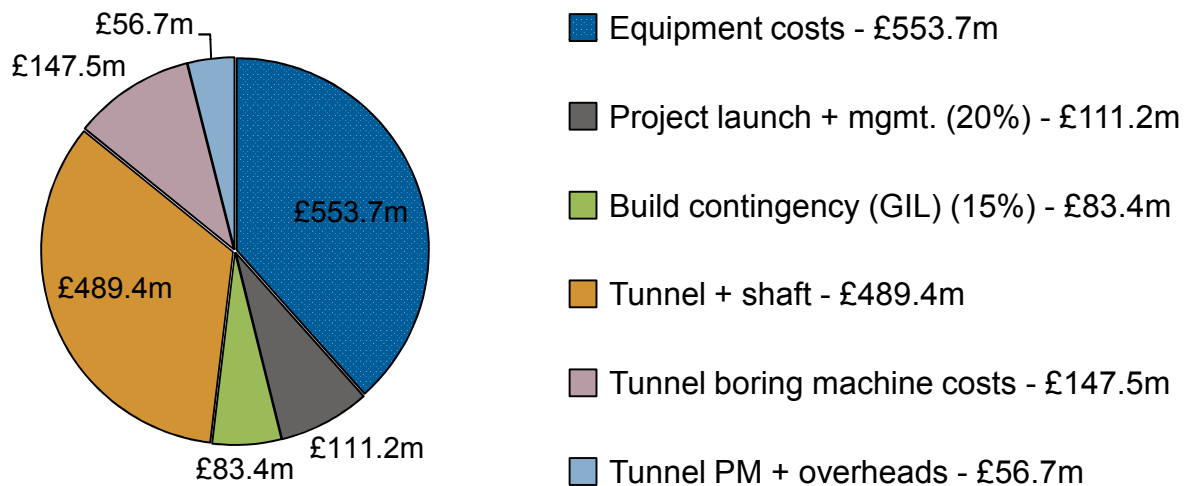 £56.7m
£147.5m
£553.7m
£489.4m
£111.2m
£83.4m
Equipment costs - £553.7m
Project launch + mgmt. (20%) - £111.2m
Build contingency (GIL) (15%) - £83.4m
Tunnel + shaft - £489.4m
Tunnel boring machine costs - £147.5m
Tunnel PM + overheads - £56.7m